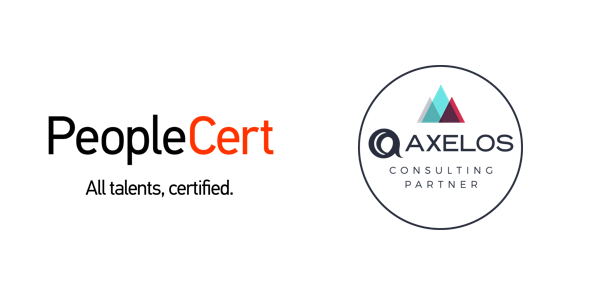 PeopleCert
All talents, certified.
AXELOS
CONSULTING
PARTNER